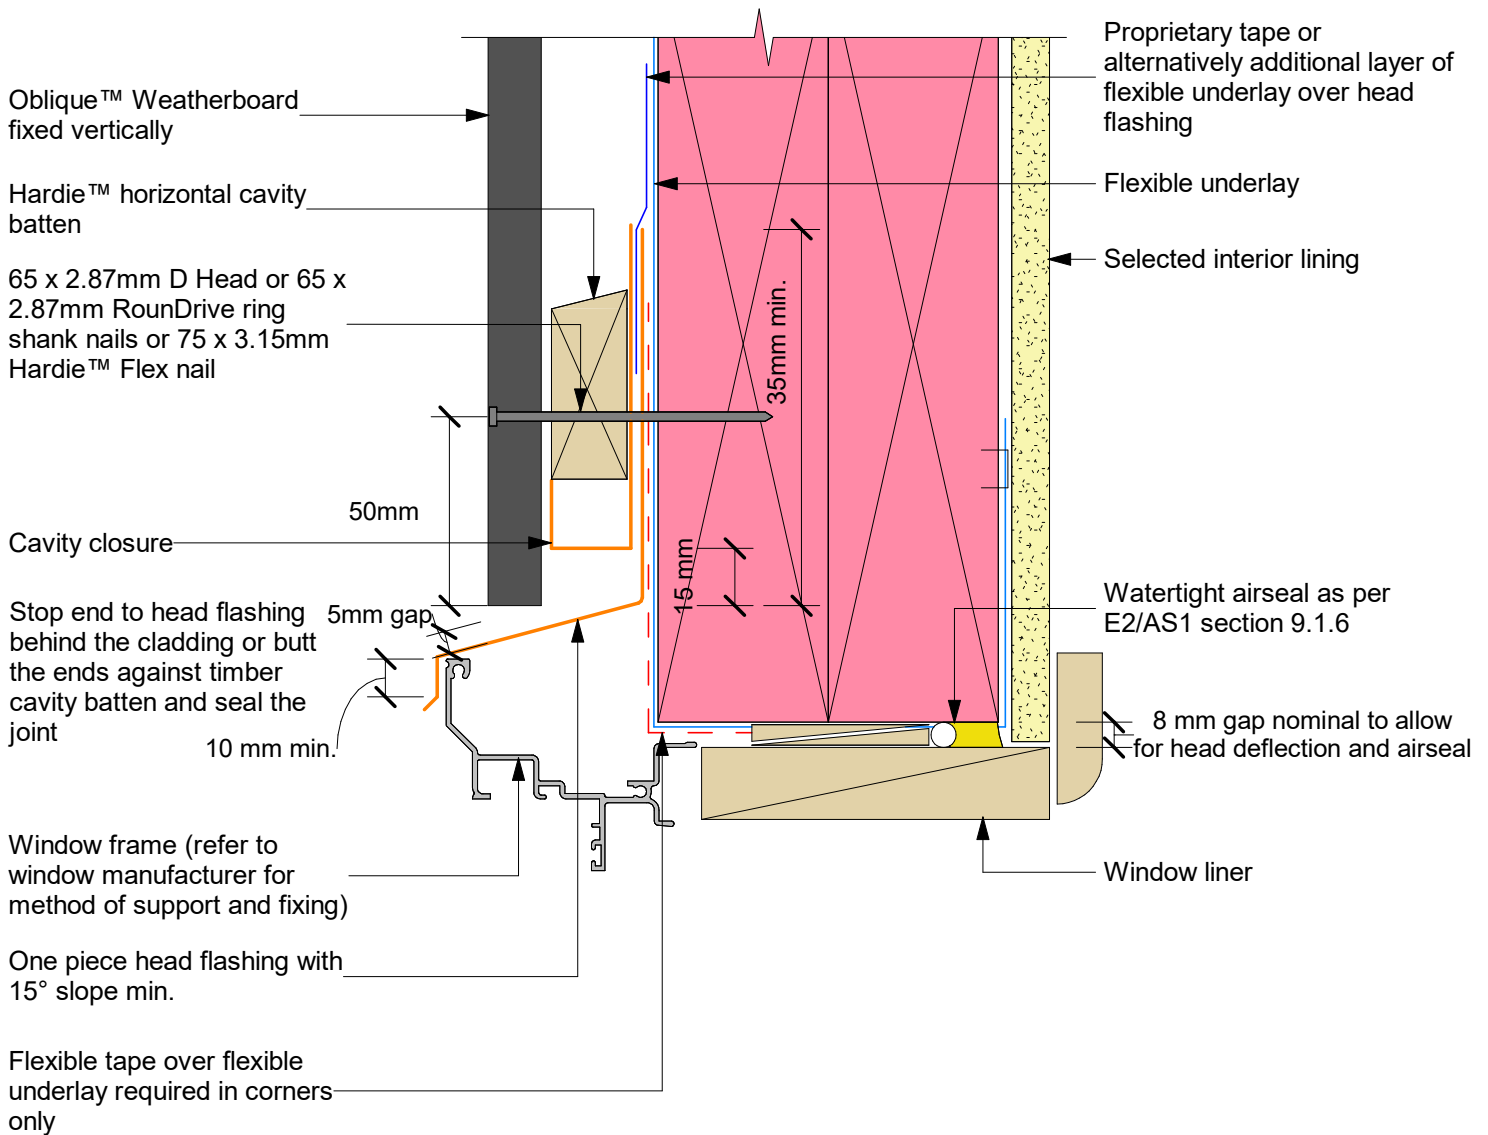 Proprietary tape or
alternatively additional layer of
flexible underlay over head
flashing
Oblique™ Weatherboard
fixed vertically
Flexible underlay
Hardie™ horizontal cavity
batten
Selected interior lining
65 x 2.87mm D Head or 65 x
2.87mm RounDrive ring
shank nails or 75 x 3.15mm
Hardie™ Flex nail
35mm min.
50mm
Cavity closure
15 mm
Watertight airseal as per
E2/AS1 section 9.1.6
Stop end to head flashing
behind the cladding or butt
the ends against timber
cavity batten and seal the
joint
5mm gap
10 mm min.
8 mm gap nominal to allow
for head deflection and airseal
Window frame (refer to
window manufacturer for
method of support and fixing)
Window liner
One piece head flashing with
15° slope min.
Flexible tape over flexible
underlay required in corners
only